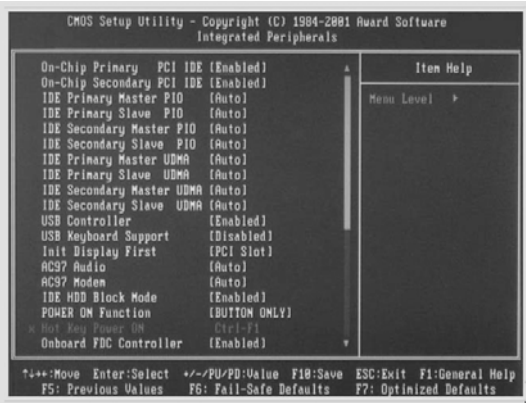 CMOS Setup Utility - Copyright (C) 1984-2001 Award Software
Integrated Peripherals
On-Chip Primary PCI IDE [Enabled]
On-Chip Secondary PCI IDE [Enabled]
IDE Primary Master PIO [Auto]
IDE Primary Slave PIO [Auto]
IDE Secondary Master PIO [Auto]
IDE Secondary Slave PIO [Auto]
IDE Primary Master UDMA [Auto]
IDE Primary Slave UDMA [Auto]
IDE Secondary Master UDMA [Auto]
IDE Secondary Slave UDMA [Auto]
USB Controller [Enabled]
USB Keyboard Support [Disabled]
Init Display First [PCI Slot]
AC97 Audio [Auto]
AC97 Modem [Auto]
IDE HDD Block Mode [Enabled]
POWER ON Function [BUTTON ONLY]
x Hot Key Power ON Ctrl-F1
Onboard FDC Controller [Enabled]
Item Help
Menu Level ▸
↑↓→←:Move Enter:Select +/-/PU/PD:Value F10:Save ESC:Exit F1:General Help
F5: Previous Values F6: Fail-Safe Defaults F7: Optimized Defaults